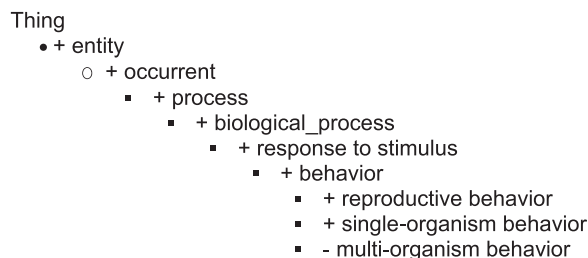 Thing
• + entity
○ + occurrent
▪ + process
▪ + biological_process
▪ + response to stimulus
▪ + behavior
▪ + reproductive behavior
▪ + single-organism behavior
▪ - multi-organism behavior